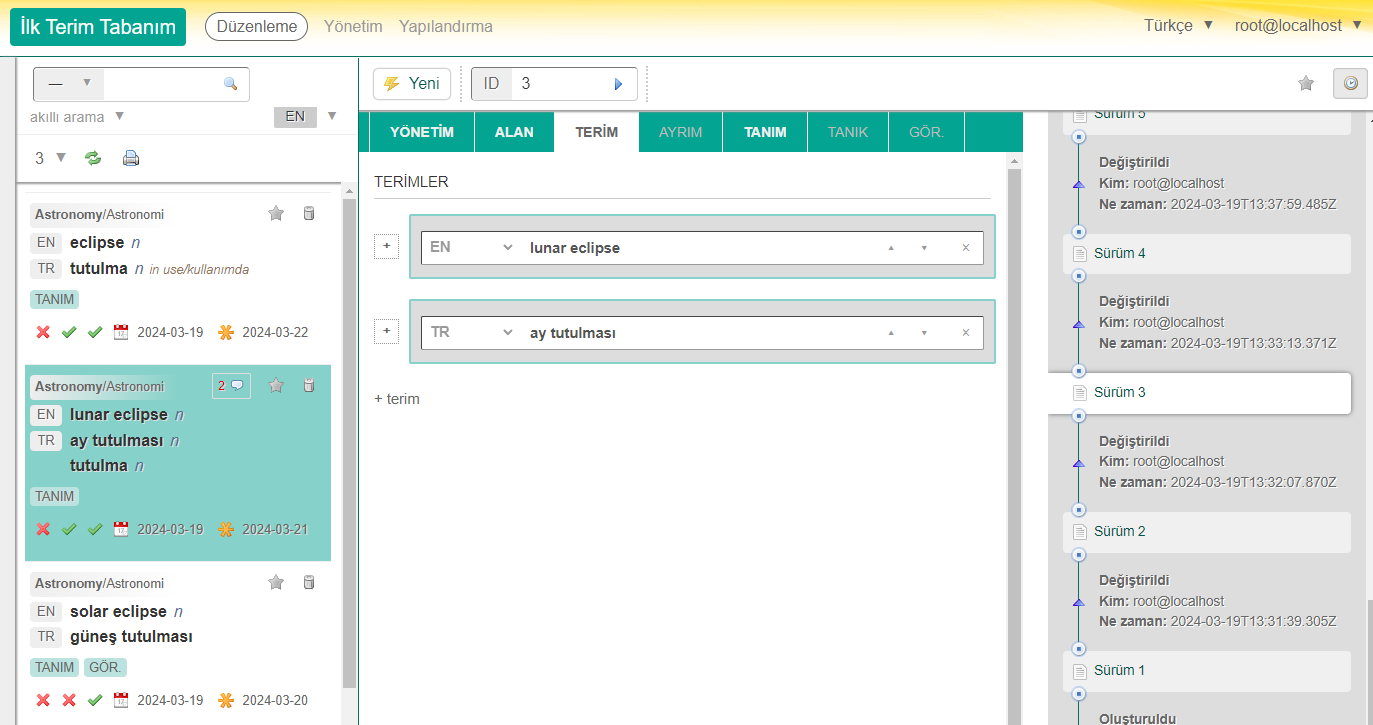 İlk Terim Tabanım Düzenleme Yönetim Yapılandırma Türkçe root@localhost
— 
akıllı arama EN
3
Astronomy/Astronomi
EN eclipse n
TR tutulma n in use/kullanımda
TANIM
2024-03-19 2024-03-22
Astronomy/Astronomi 2
EN lunar eclipse n
TR ay tutulması n
tutulma n
TANIM
2024-03-19 2024-03-21
Astronomy/Astronomi
EN solar eclipse n
TR güneş tutulması
TANIM GÖR.
2024-03-19 2024-03-20
Yeni ID 3
YÖNETİM ALAN TERİM AYRIM TANIM TANIK GÖR.
TERİMLER
+ EN lunar eclipse ×
+ TR ay tutulması ×
+ terim
Sürüm 5
Değiştirildi
Kim: root@localhost
Ne zaman: 2024-03-19T13:37:59.485Z
Sürüm 4
Değiştirildi
Kim: root@localhost
Ne zaman: 2024-03-19T13:33:13.371Z
Sürüm 3
Değiştirildi
Kim: root@localhost
Ne zaman: 2024-03-19T13:32:07.870Z
Sürüm 2
Değiştirildi
Kim: root@localhost
Ne zaman: 2024-03-19T13:31:39.305Z
Sürüm 1
Oluşturuldu